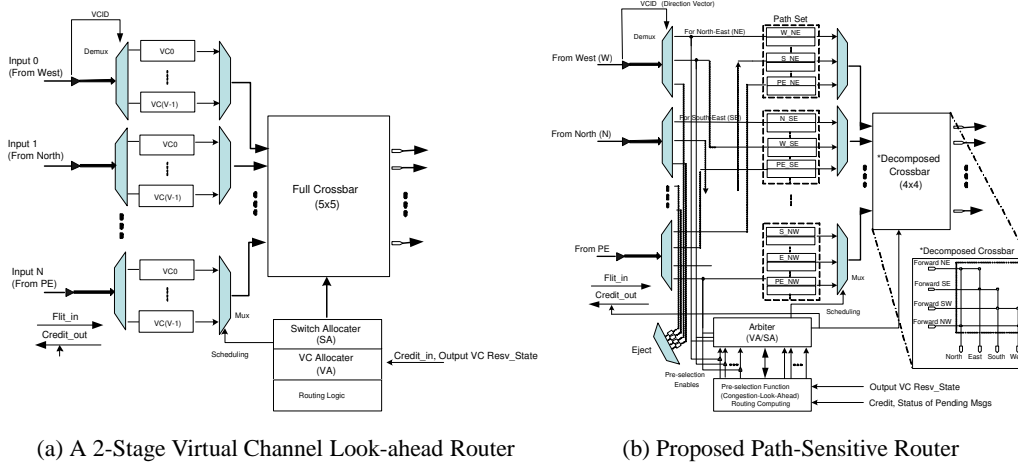 VCID
Demux
Input 0
(From West)
VC0
VC(V-1)
Input 1
(From North)
VC0
VC(V-1)
Full Crossbar
(5x5)
Input N
(From PE)
VC0
VC(V-1)
Mux
Flit_in
Credit_out
Scheduling
Switch Allocater
(SA)
VC Allocater
(VA)
Routing Logic
Credit_in, Output VC Resv_State
(a) A 2-Stage Virtual Channel Look-ahead Router
VCID (Direction Vector)
Demux
For North-East (NE)
Path Set
From West (W)
W_NE
S_NE
PE_NE
For South-East (SE)
From North (N)
N_SE
W_SE
PE_SE
*Decomposed
Crossbar
(4x4)
From PE
S_NW
E_NW
PE_NW
Mux
Flit_in
Credit_out
Scheduling
Eject
Arbiter
(VA/SA)
Pre-selection
Enables
Pre-selection Function
(Congestion-Look-Ahead)
Routing Computing
Output VC Resv_State
Credit, Status of Pending Msgs
*Decomposed Crossbar
Forward NE
Forward SE
Forward SW
Forward NW
North East South We
(b) Proposed Path-Sensitive Router